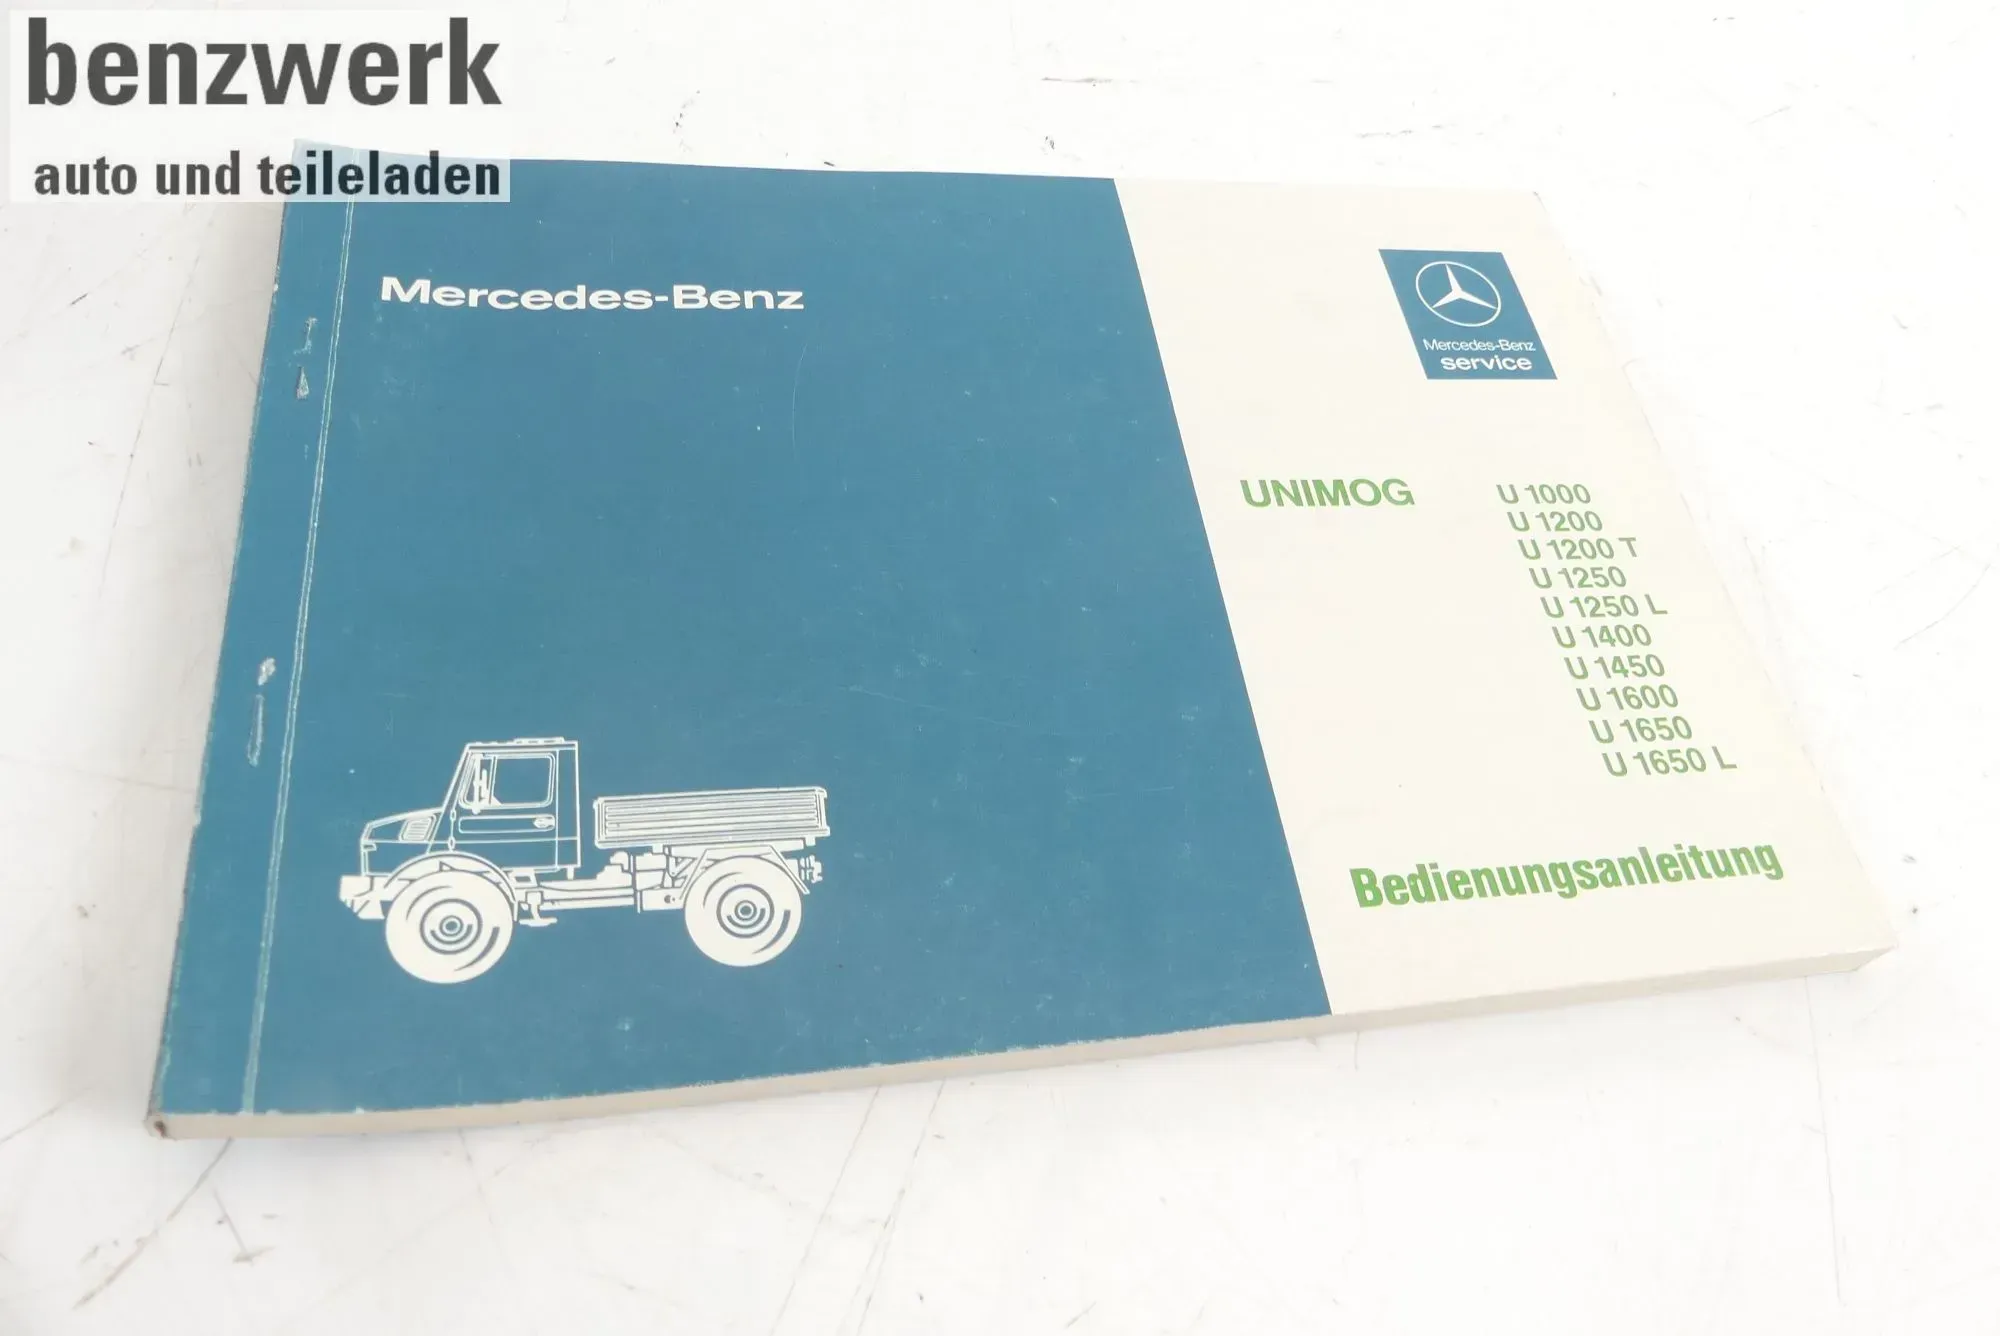 benzwerk
auto und teileladen
Mercedes-Benz
Mercedes-Benz
service
UNIMOG U 1000
U 1200
U 1200 T
U 1250
U 1250 L
U 1400
U 1450
U 1600
U 1650
U 1650 L
Bedienungsanleitung